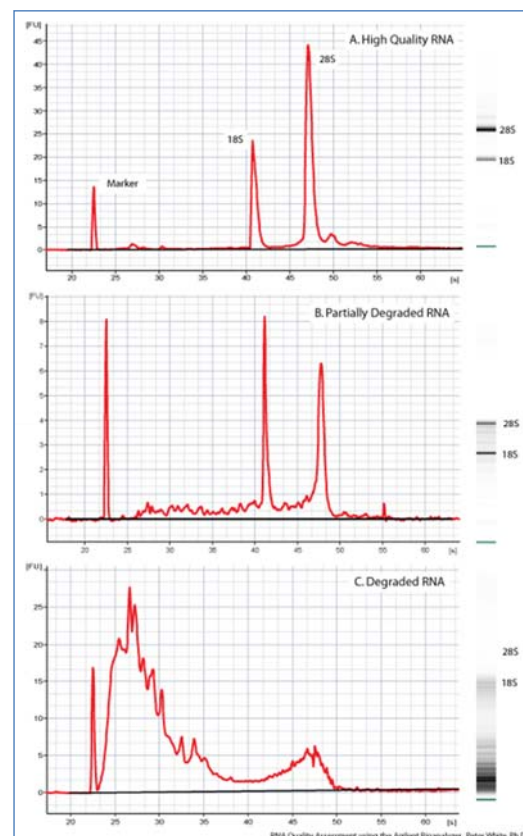 [FU]
A. High Quality RNA
28S
45
40
35
30
25
20
15
10
5
0
18S
Marker
20 25 30 35 40 45 50 55 60 [s]
28S
18S
[FU]
B. Partially Degraded RNA
8
7
6
5
4
3
2
1
0
20 25 30 35 40 45 50 55 60 [s]
28S
18S
[FU]
C. Degraded RNA
25
20
15
10
5
0
20 25 30 35 40 45 50 55 60 [s]
28S
18S
RNA Quality Assessment using the Agilent Bioanalyzer, Peter White, Ph.D